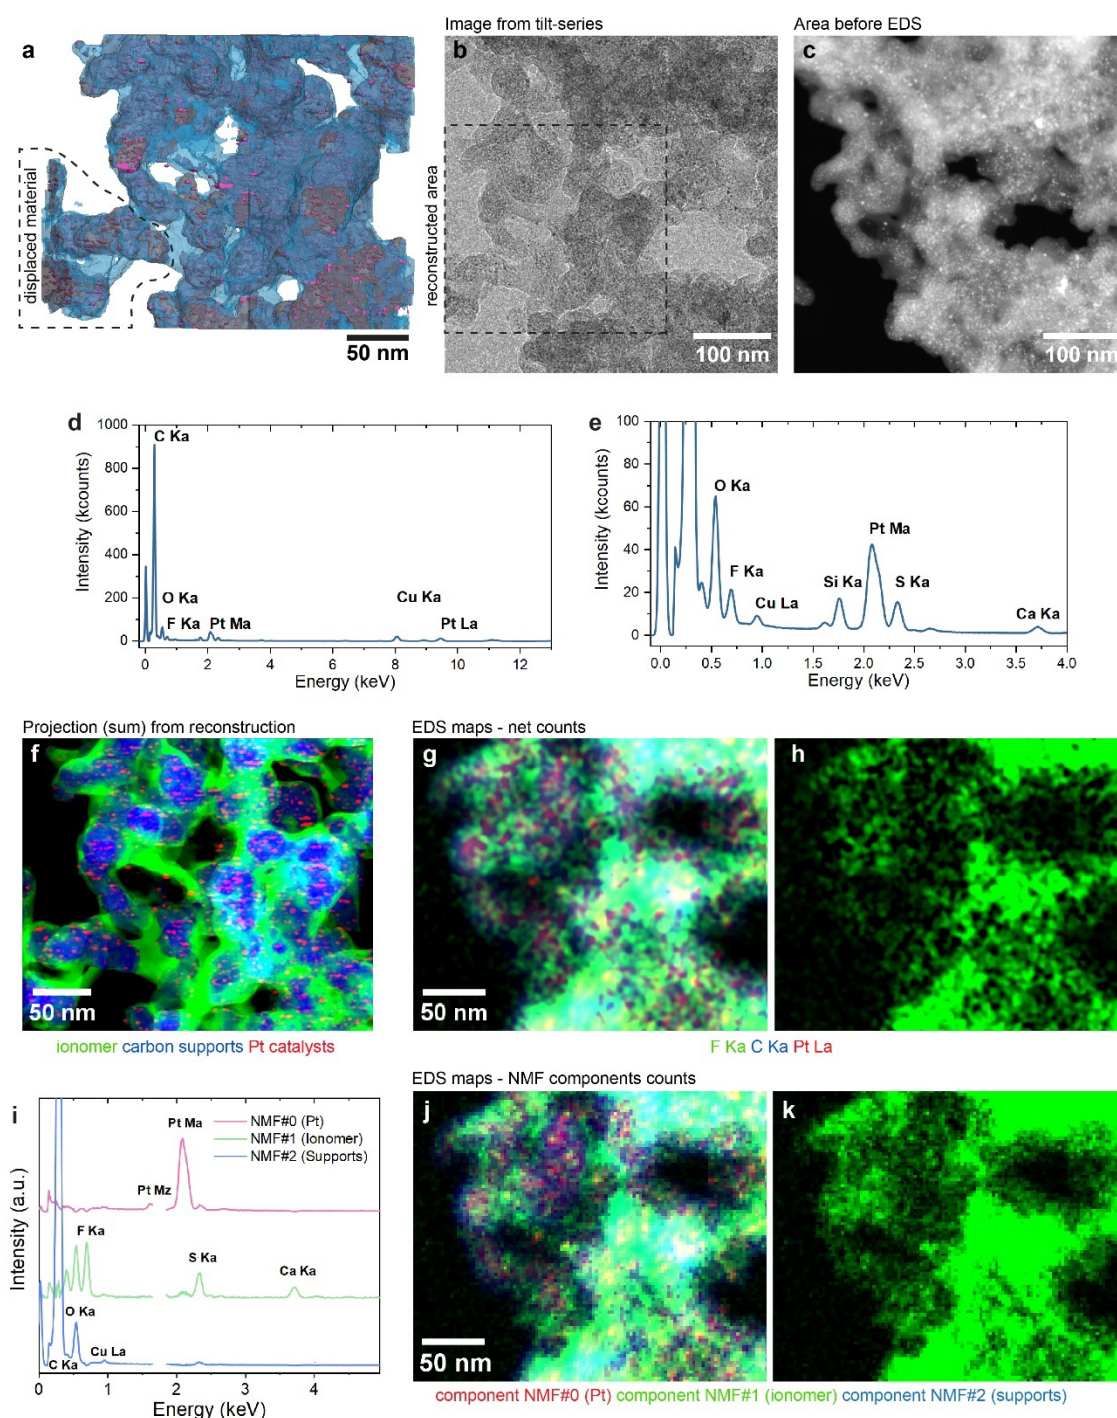 Image from tilt-series
Area before EDS
a
b
c
displaced material
reconstructed area
50 nm
100 nm
100 nm
d
Intensity (kcounts)
1000
800
600
400
200
0
C Ka
O Ka
F Ka
Pt Ma
Cu Ka
Pt La
0 2 4 6 8 10 12
Energy (keV)
e
Intensity (kcounts)
100
80
60
40
20
0
O Ka
F Ka
Cu La
Si Ka
Pt Ma
S Ka
Ca Ka
0.0 0.5 1.0 1.5 2.0 2.5 3.0 3.5 4.0
Energy (keV)
Projection (sum) from reconstruction
EDS maps - net counts
f
g
h
50 nm
50 nm
ionomer carbon supports Pt catalysts
F Ka C Ka Pt La
EDS maps - NMF components counts
i
Intensity (a.u.)
Pt Ma
NMF#0 (Pt)
NMF#1 (Ionomer)
NMF#2 (Supports)
Pt Mz
F Ka
S Ka
Ca Ka
O Ka
C Ka
Cu La
0 1 2 3 4
Energy (keV)
j
k
50 nm
component NMF#0 (Pt) component NMF#1 (ionomer) component NMF#2 (supports)